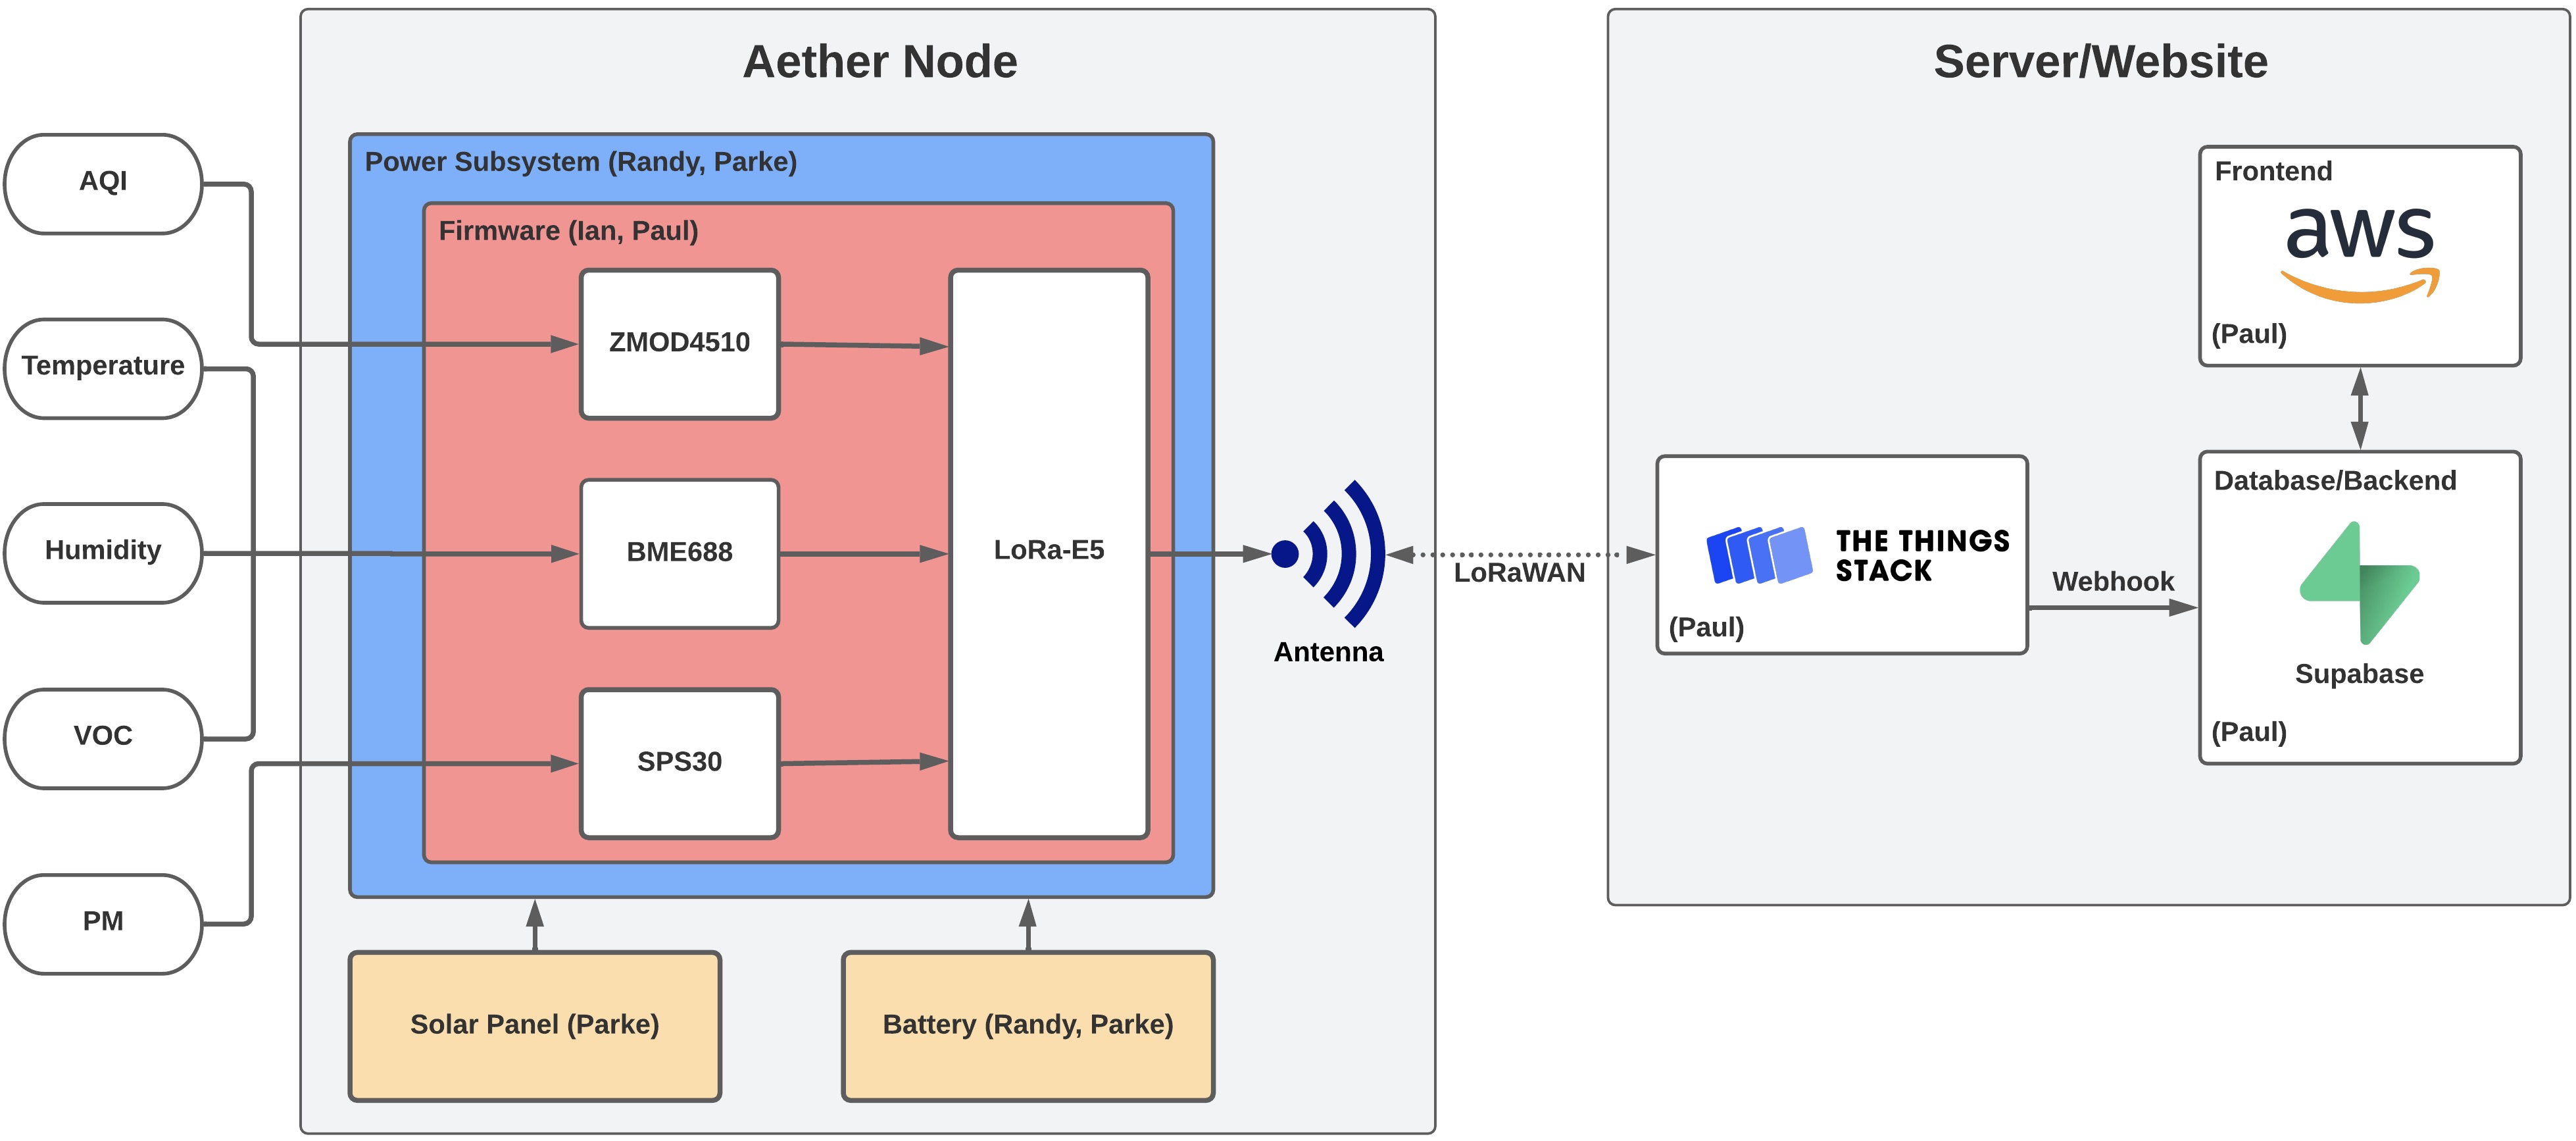 Aether Node
Server/Website
AQI
Temperature
Humidity
VOC
PM
Power Subsystem (Randy, Parke)
Firmware (Ian, Paul)
ZMOD4510
BME688
SPS30
LoRa-E5
Antenna
Solar Panel (Parke)
Battery (Randy, Parke)
LoRaWAN
THE THINGS
STACK
(Paul)
Webhook
Frontend
aws
(Paul)
Database/Backend
Supabase
(Paul)